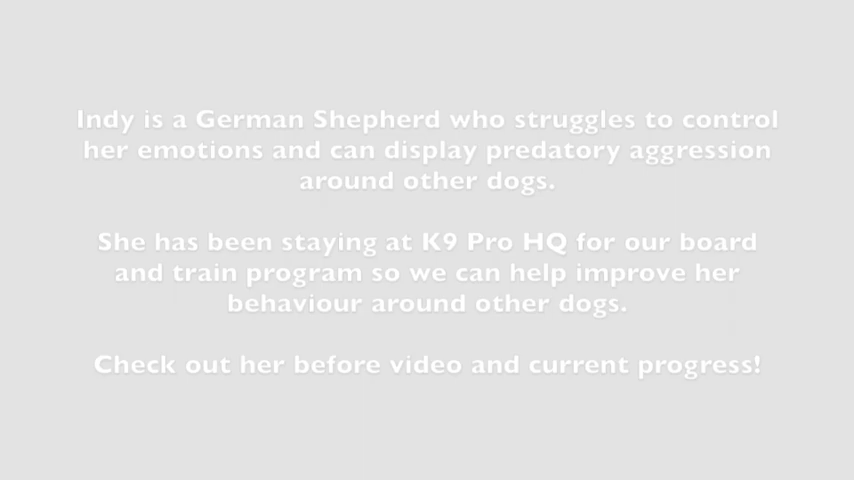 Indy is a German Shepherd who struggles to control
her emotions and can display predatory aggression
around other dogs.
She has been staying at K9 Pro HQ for our board
and train program so we can help improve her
behaviour around other dogs.
Check out her before video and current progress!